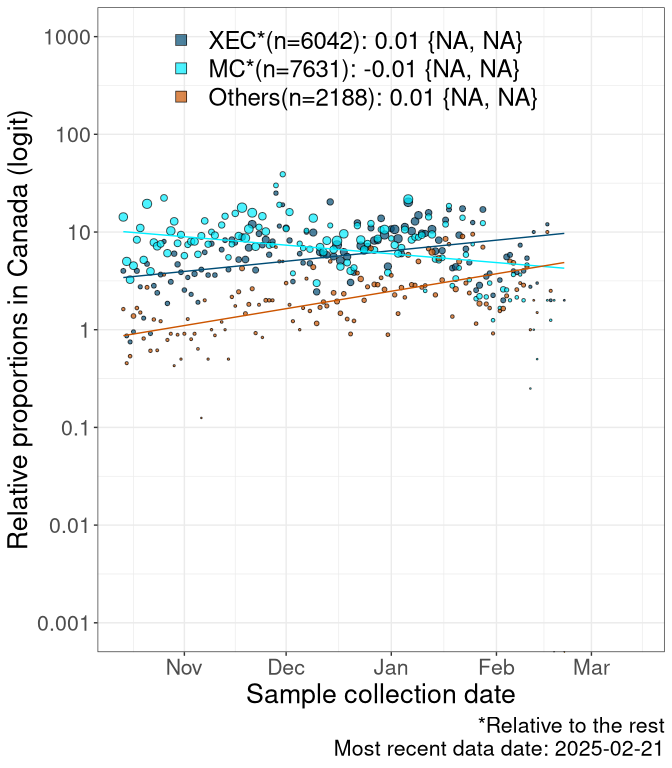 XEC*(n=6042): 0.01 {NA, NA}
MC*(n=7631): -0.01 {NA, NA}
Others(n=2188): 0.01 {NA, NA}
Relative proportions in Canada (logit)
1000
100
10
1
0.1
0.01
0.001
Nov Dec Jan Feb Mar
Sample collection date
*Relative to the rest
Most recent data date: 2025-02-21